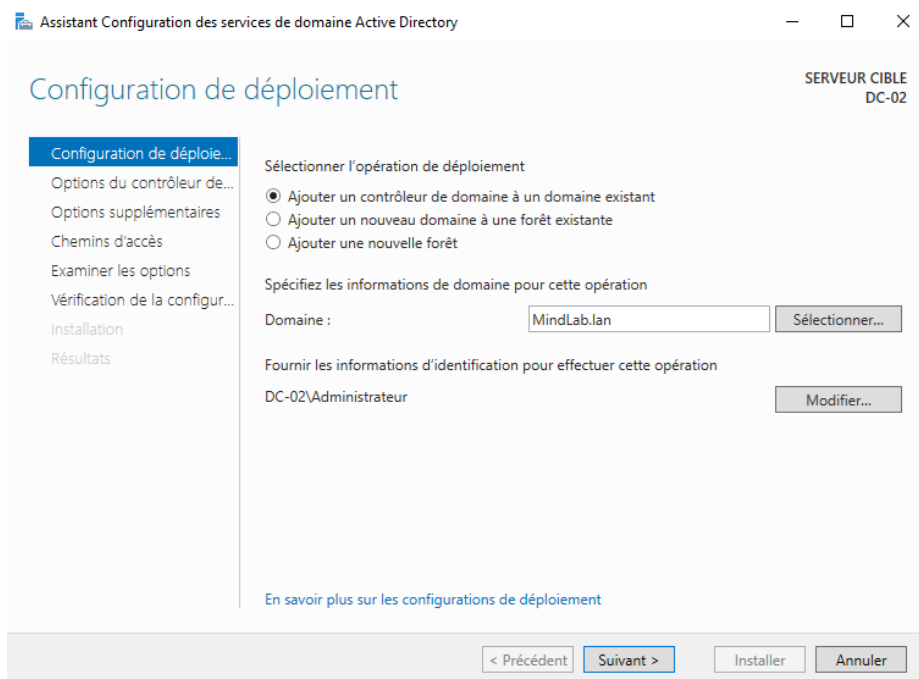 Assistant Configuration des services de domaine Active Directory
Configuration de déploiement
SERVEUR CIBLE
DC-02
Configuration de déploie...
Options du contrôleur de...
Options supplémentaires
Chemins d'accès
Examiner les options
Vérification de la configur...
Installation
Résultats
Sélectionner l'opération de déploiement
Ajouter un contrôleur de domaine à un domaine existant
Ajouter un nouveau domaine à une forêt existante
Ajouter une nouvelle forêt
Spécifiez les informations de domaine pour cette opération
Domaine :
MindLab.lan
Sélectionner...
Fournir les informations d'identification pour effectuer cette opération
DC-02\Administrateur
Modifier...
En savoir plus sur les configurations de déploiement
< Précédent
Suivant >
Installer
Annuler